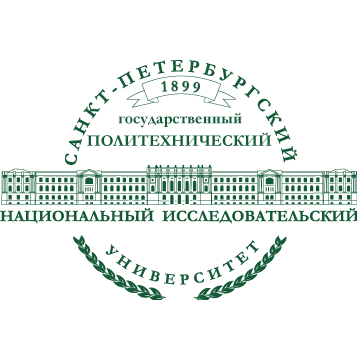 САНКТ-ПЕТЕРБУРГСКИЙ
1899
государственный
ПОЛИТЕХНИЧЕСКИЙ
НАЦИОНАЛЬНЫЙ ИССЛЕДОВАТЕЛЬСКИЙ
УНИВЕРСИТЕТ